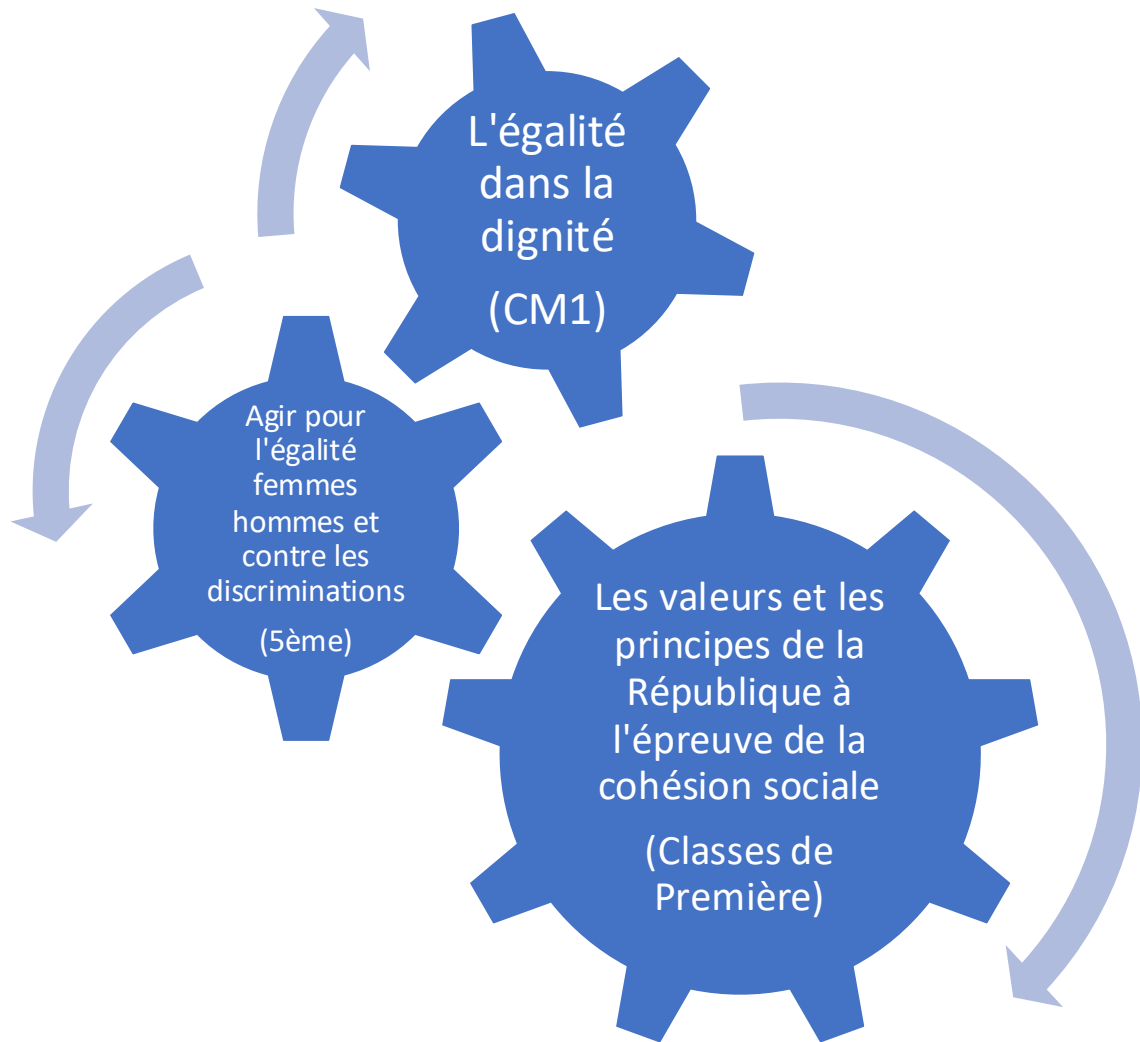 L'égalité
dans la
dignité
(CM1)
Agir pour
l'égalité
femmes
hommes et
contre les
discriminations
(5ème)
Les valeurs et les
principes de la
République à
l'épreuve de la
cohésion sociale
(Classes de
Première)